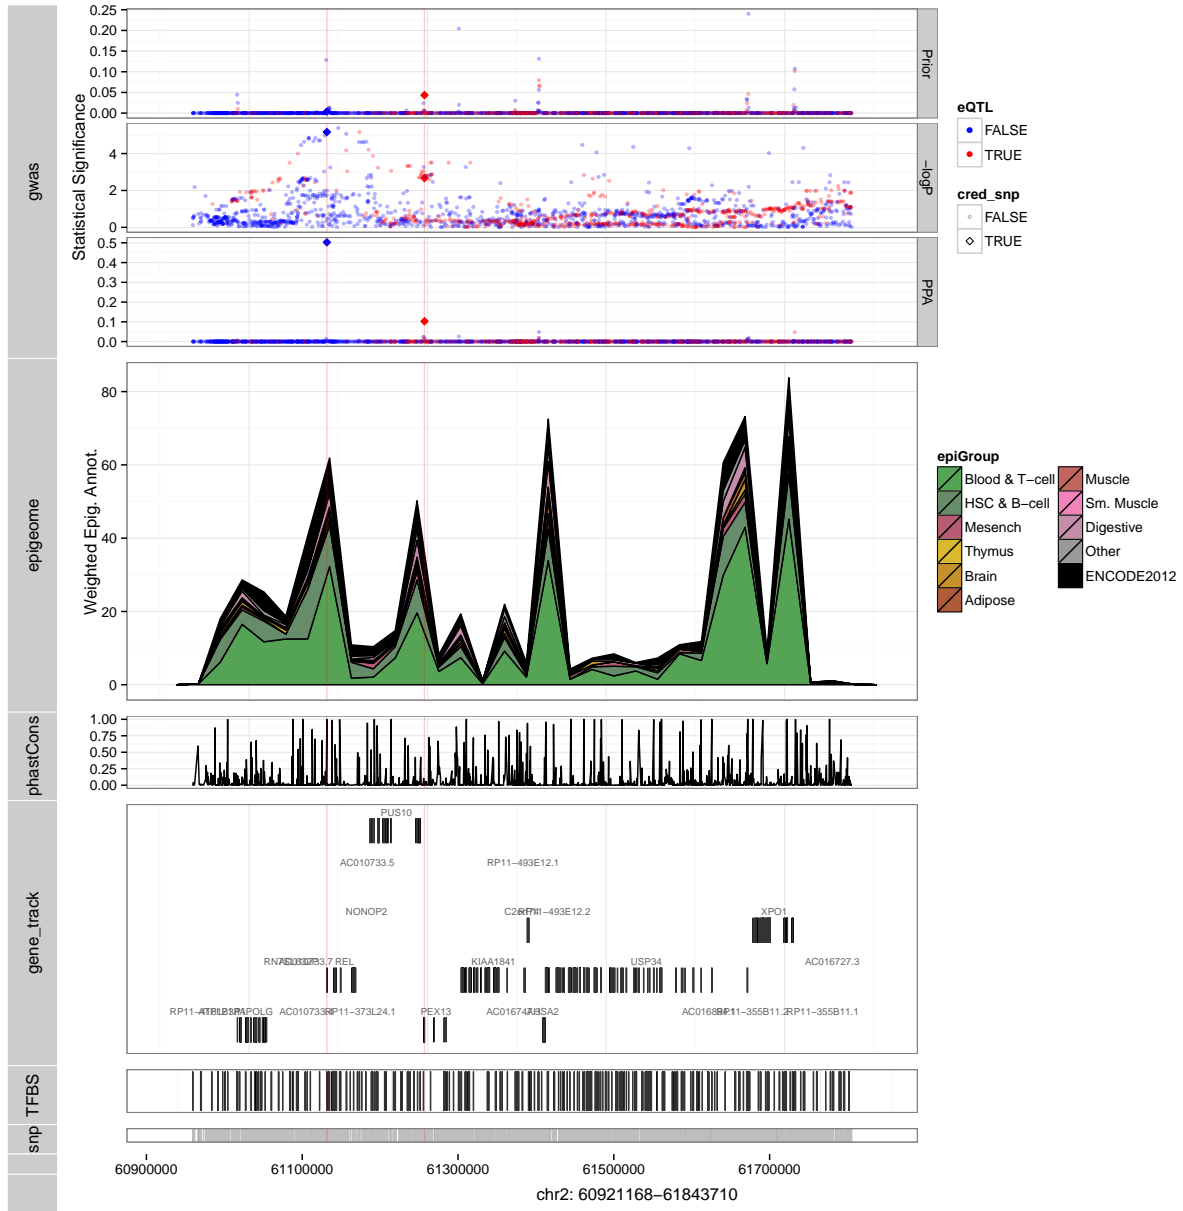 gwas
Statistical Significance
0.25
0.20
0.15
0.10
0.05
0.00
Prior
4
2
0
−logP
0.5
0.4
0.3
0.2
0.1
0.0
PPA
eQTL
FALSE
TRUE
cred_snp
FALSE
TRUE
epigenome
Weighted Epig. Annot.
80
60
40
20
0
epiGroup
Blood & T−cell
HSC & B−cell
Mesench
Thymus
Brain
Adipose
Muscle
Sm. Muscle
Digestive
Other
ENCODE2012
phastCons
1.00
0.75
0.50
0.25
0.00
gene_track
PUS10
AC010733.5
RP11−493E12.1
NONOP2
RP11−493E12.2
XPO1
REL
KIAA1841
USP34
AC016727.3
PAPOLG
RP11−373L24.1
PEX13
AHSA2
RP11−355B11.2
RP11−355B11.1
TFBS
snp
60900000
61100000
61300000
61500000
61700000
chr2: 60921168−61843710